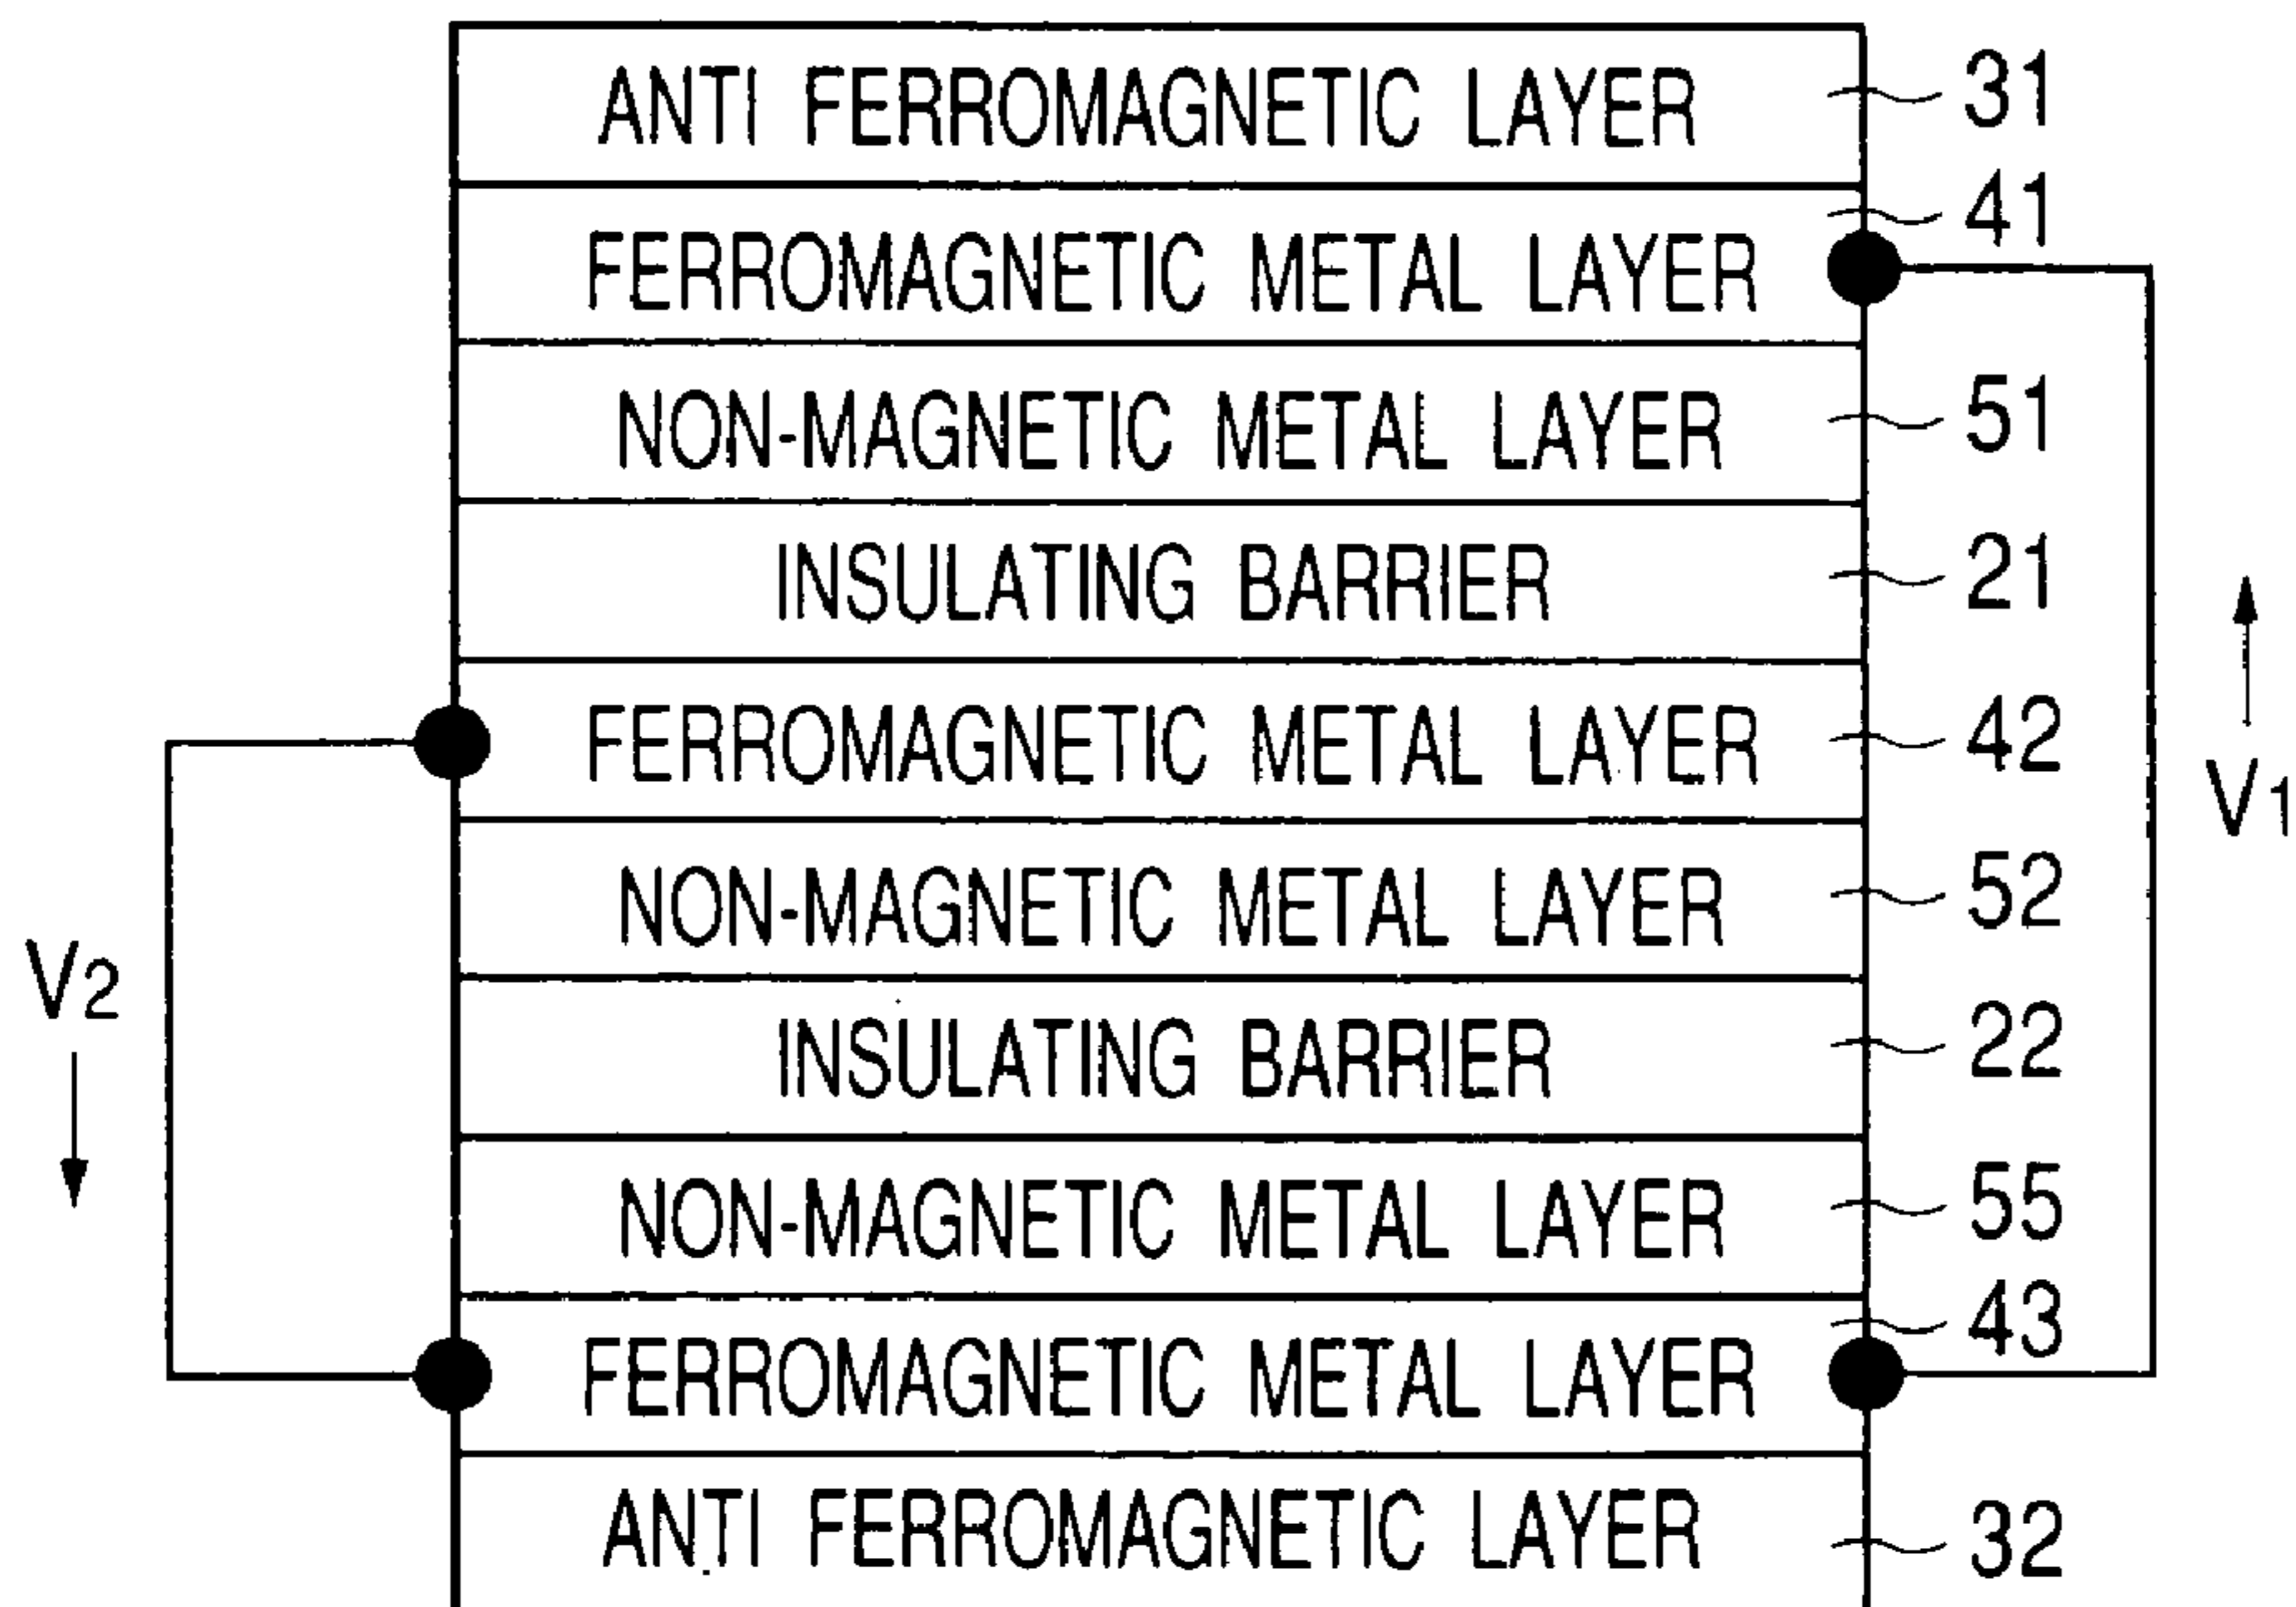 ANTI FERROMAGNETIC LAYER 31
41
FERROMAGNETIC METAL LAYER
NON-MAGNETIC METAL LAYER 51
INSULATING BARRIER 21
FERROMAGNETIC METAL LAYER 42
V1
NON-MAGNETIC METAL LAYER 52
V2
INSULATING BARRIER 22
NON-MAGNETIC METAL LAYER 55
43
FERROMAGNETIC METAL LAYER
ANTI FERROMAGNETIC LAYER 32